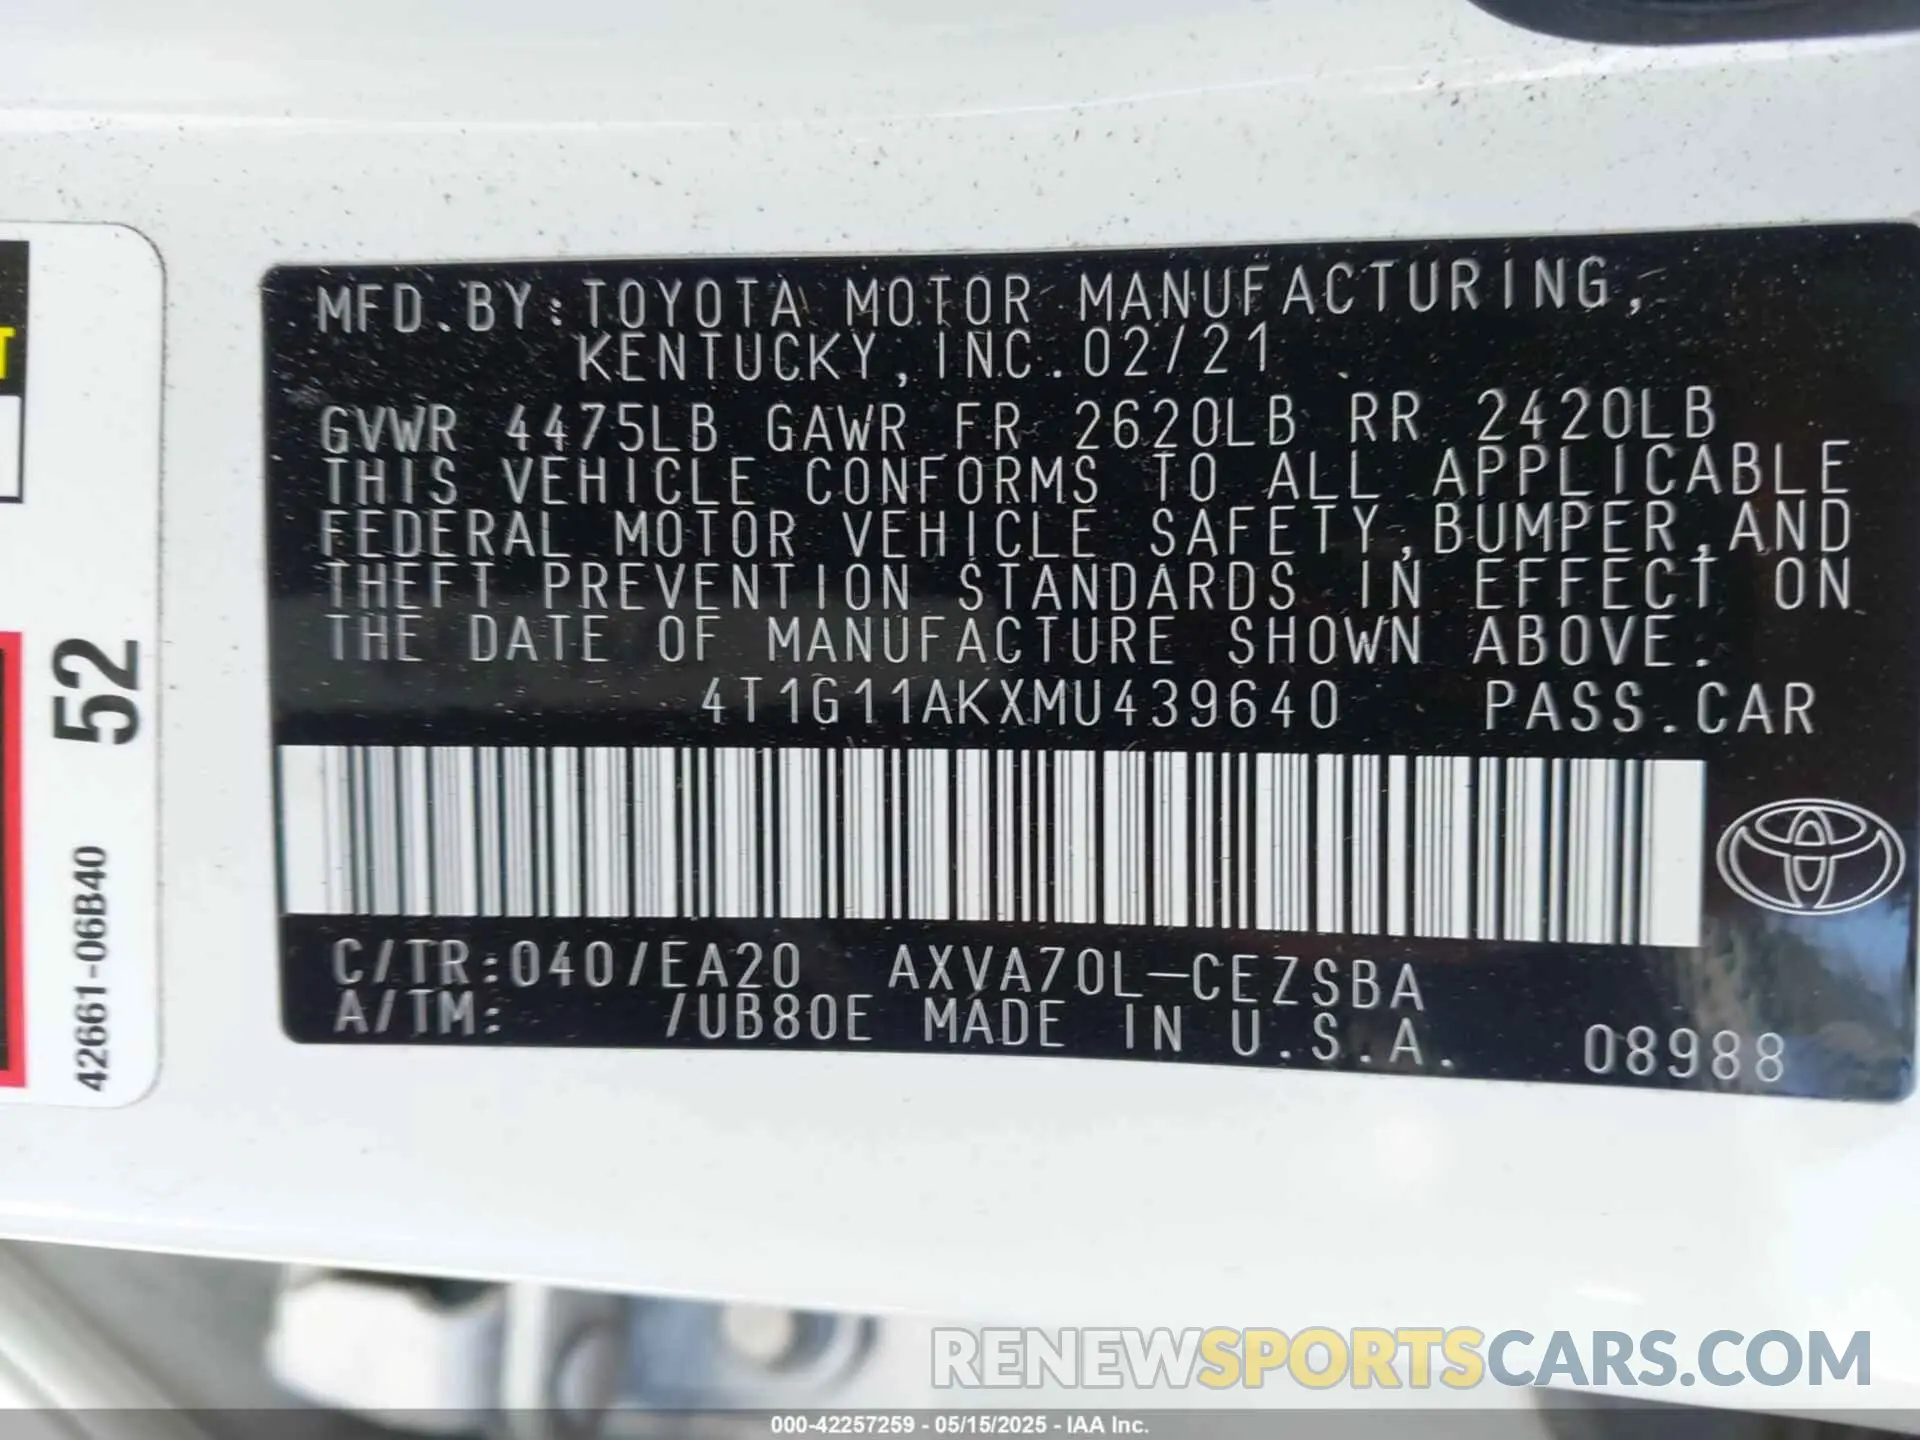 T
52
42661-06B40
MFD.BY:TOYOTA MOTOR MANUFACTURING,
KENTUCKY, INC.02/21
GVWR 4475LB GAWR FR 2620LB RR 2420LB
THIS VEHICLE CONFORMS TO ALL APPLICABLE
FEDERAL MOTOR VEHICLE SAFETY,BUMPER,AND
THEFT PREVENTION STANDARDS IN EFFECT ON
THE DATE OF MANUFACTURE SHOWN ABOVE.
4T1G11AKXMU439640 PASS.CAR
C/TR:040/EA20 AXVA70L-CEZSBA
A/TM: /UB80E MADE IN U.S.A. 08988
RENEWSPORTSCARS.COM
000-42257259 - 05/15/2025 - IAA Inc.